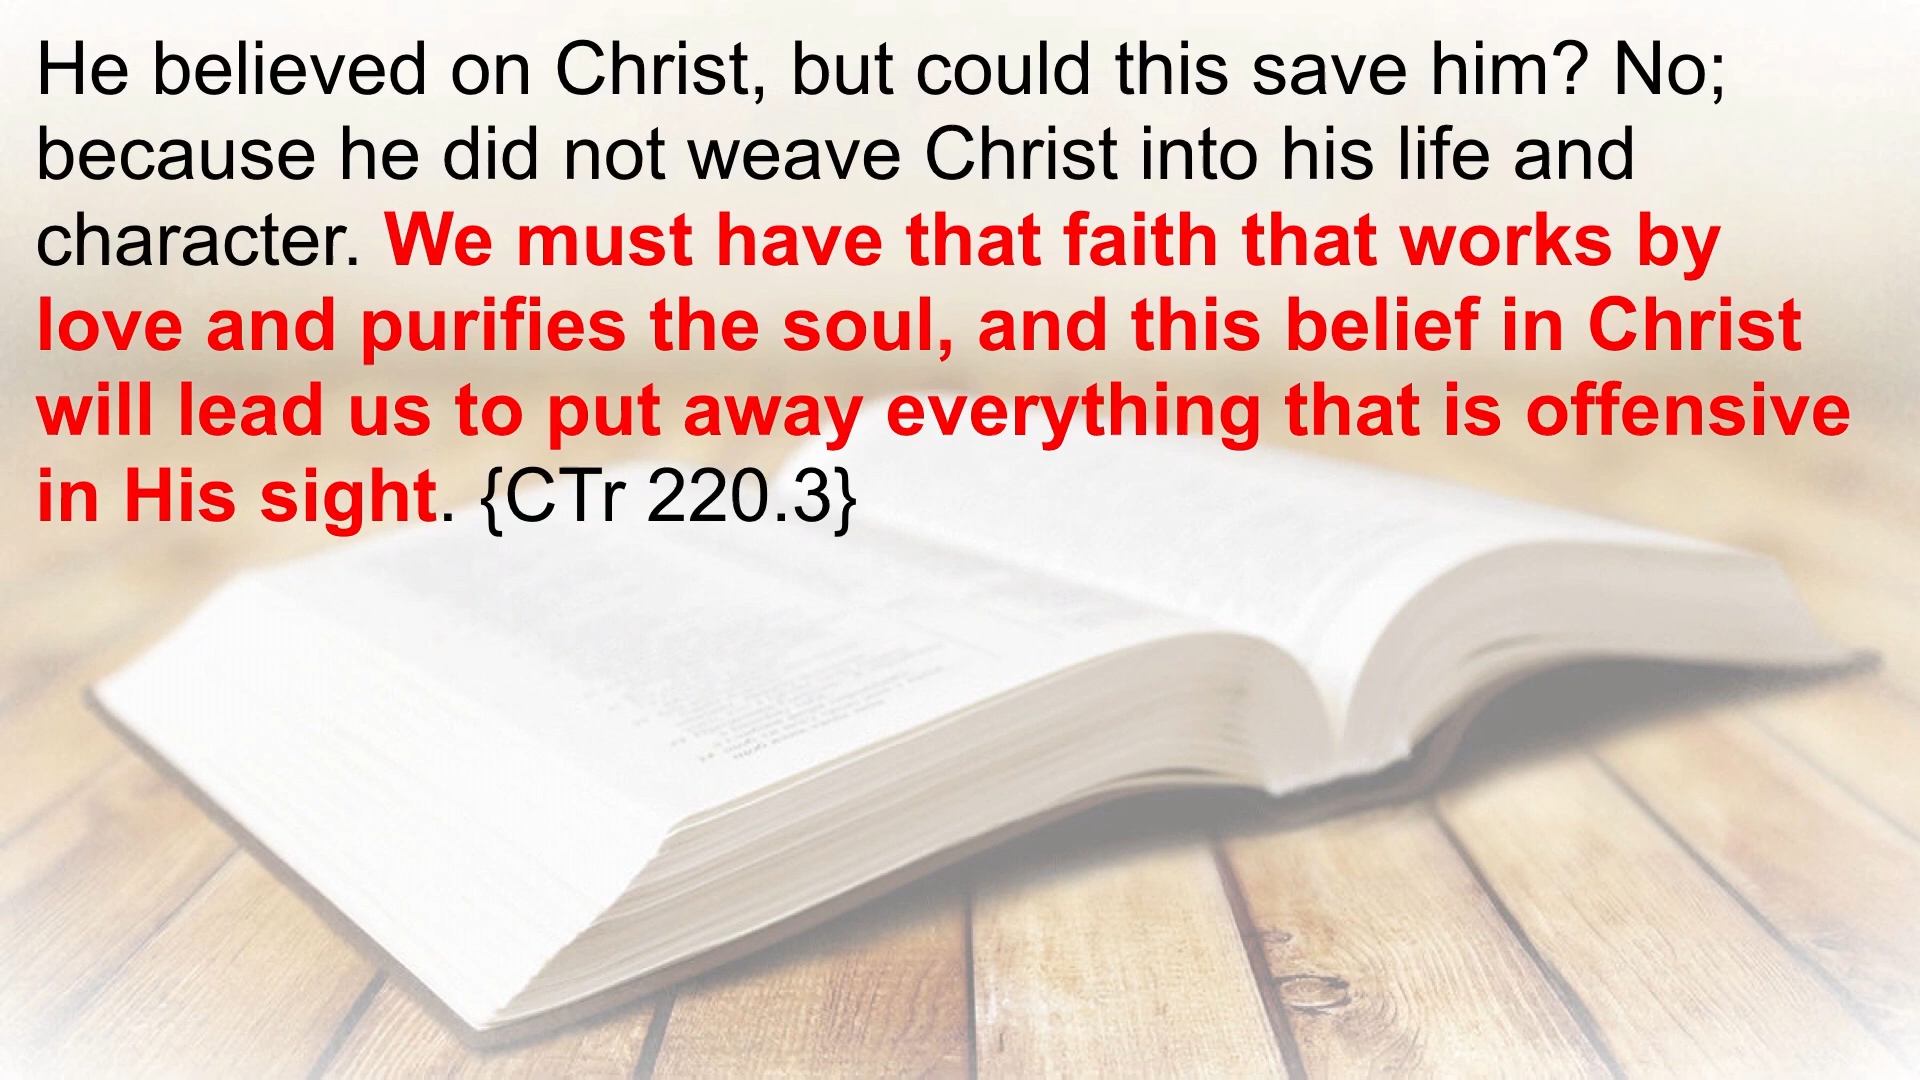 He believed on Christ, but could this save him? No;
because he did not weave Christ into his life and
character. We must have that faith that works by
love and purifies the soul, and this belief in Christ
will lead us to put away everything that is offensive
in His sight. {CTr 220.3}